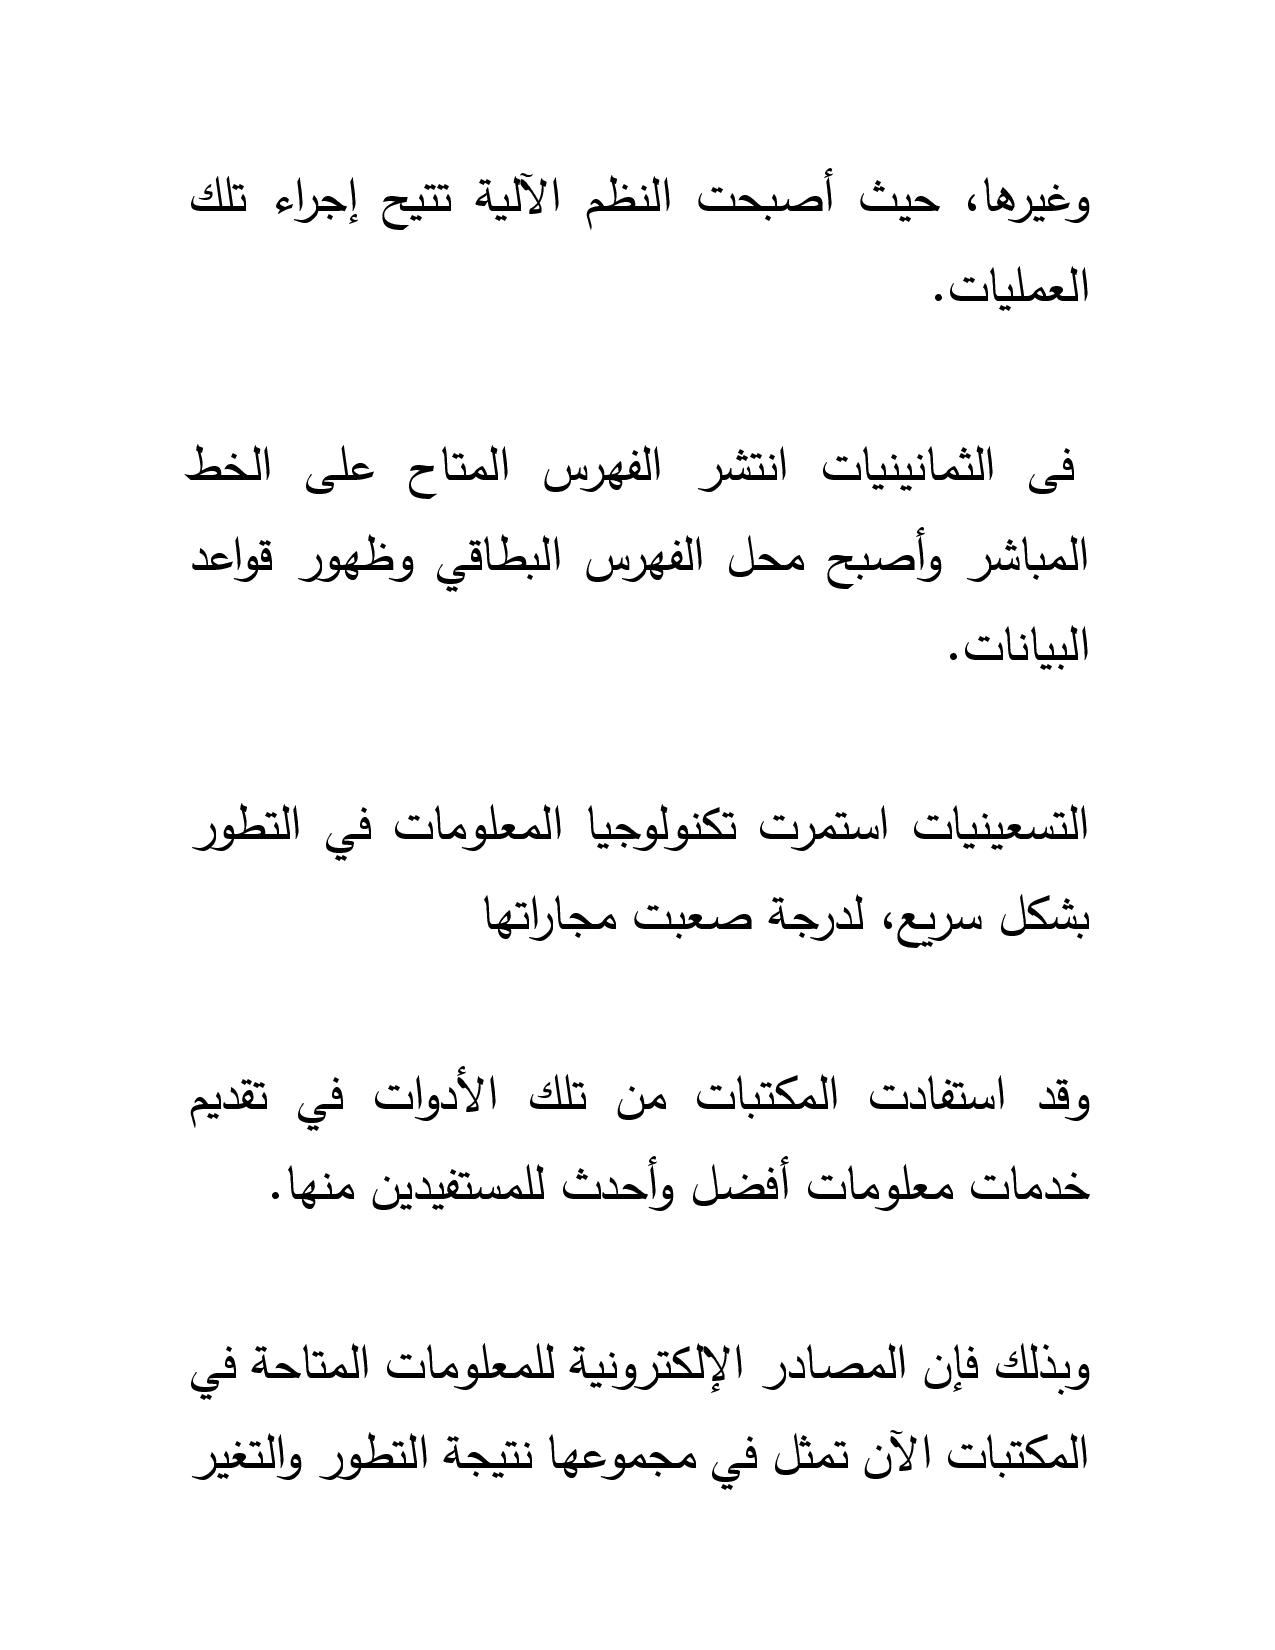 وغيرها، حيث أصبحت النظم الآلية تتيح إجراء تلك
العمليات.
فى الثمانينيات انتشر الفهرس المتاح على الخط
المباشر وأصبح محل الفهرس البطاقي وظهور قواعد
البيانات.
التسعينيات استمرت تكنولوجيا المعلومات في التطور
بشكل سريع، لدرجة صعبت مجاراتها
وقد استفادت المكتبات من تلك الأدوات في تقديم
خدمات معلومات أفضل وأحدث للمستفيدين منها.
وبذلك فإن المصادر الإلكترونية للمعلومات المتاحة في
المكتبات الآن تمثل في مجموعها نتيجة التطور والتغير